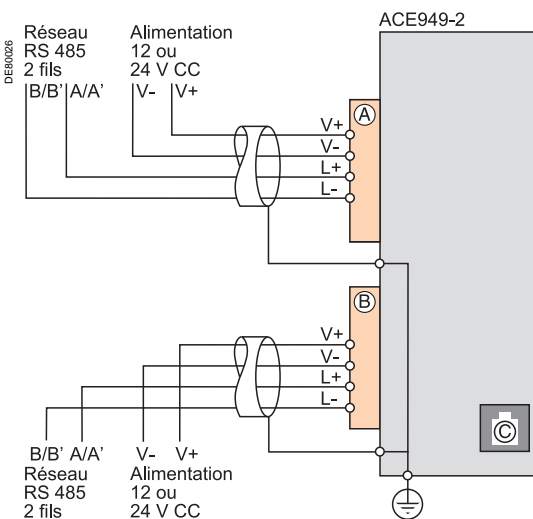 ACE949-2
DE80026
Réseau
RS 485
2 fils
B/B' A/A'
Alimentation
12 ou
24 V CC
V- V+
A
V+
V-
L+
L-
B
V+
V-
L+
L-
C
B/B' A/A'
Réseau
RS 485
2 fils
V- V+
Alimentation
12 ou
24 V CC